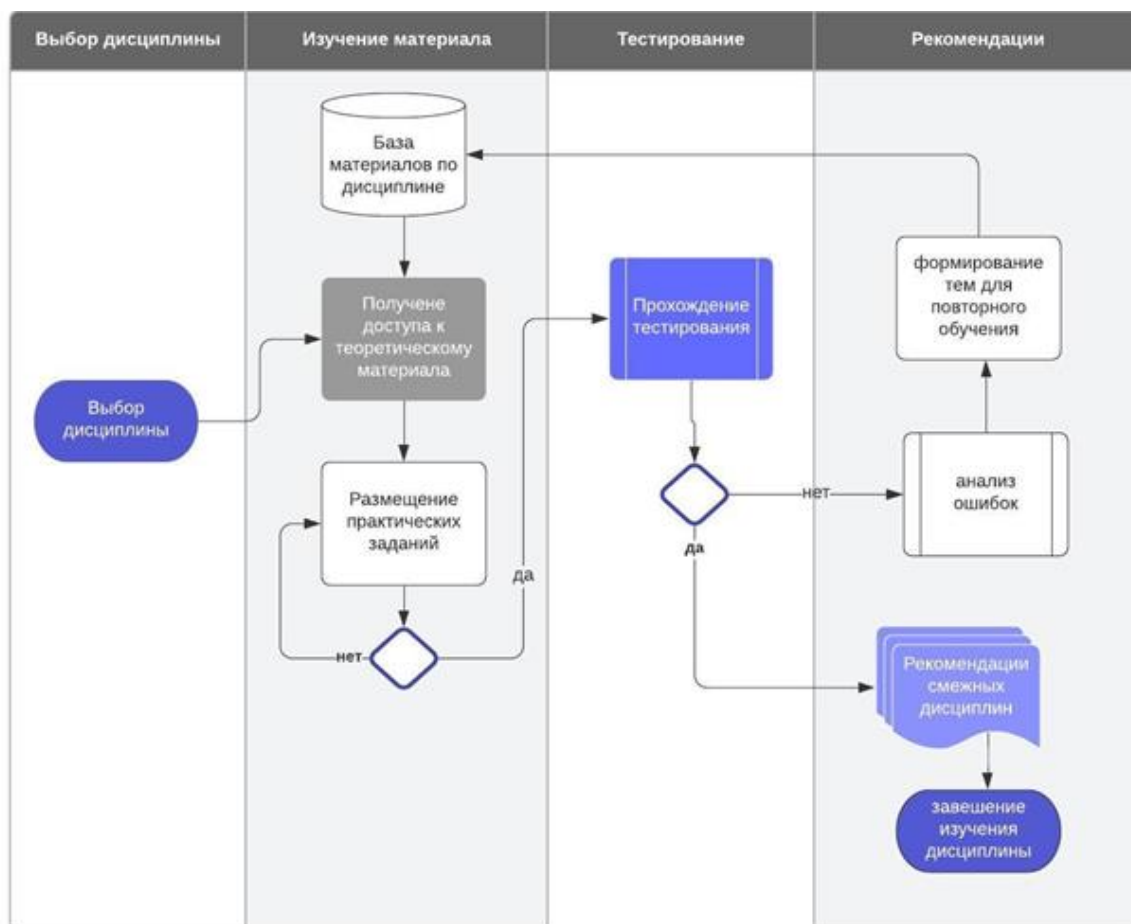 Выбор дисциплины
Изучение материала
Тестирование
Рекомендации
База
материалов по
дисциплине
Получене
доступа к
теоретическому
материала
Выбор
дисциплины
Размещение
практических
заданий
нет
да
Прохождение
тестирования
нет
да
формирование
тем для
повторного
обучения
анализ
ошибок
Рекомендации
смежных
дисциплин
завешение
изучения
дисциплины